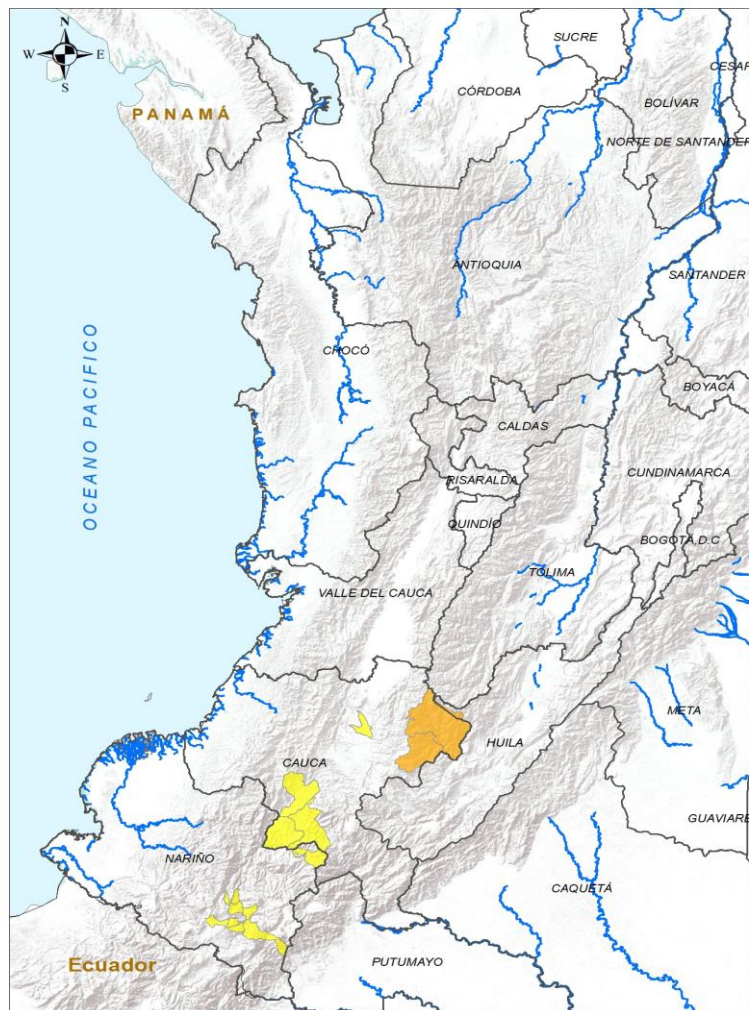 N
W E
S
SUCRE
CESAR
CÓRDOBA
BOLÍVAR
PANAMÁ
NORTE DE SANTANDER
ANTIOQUIA
SANTANDER
OCEANO PACIFICO
CHOCÓ
BOYACÁ
CALDAS
CUNDINAMARCA
RISARALDA
QUINDÍO
BOGOTÁ, D.C
TOLIMA
VALLE DEL CAUCA
META
HUILA
CAUCA
GUAVIARE
NARIÑO
CAQUETÁ
PUTUMAYO
Ecuador